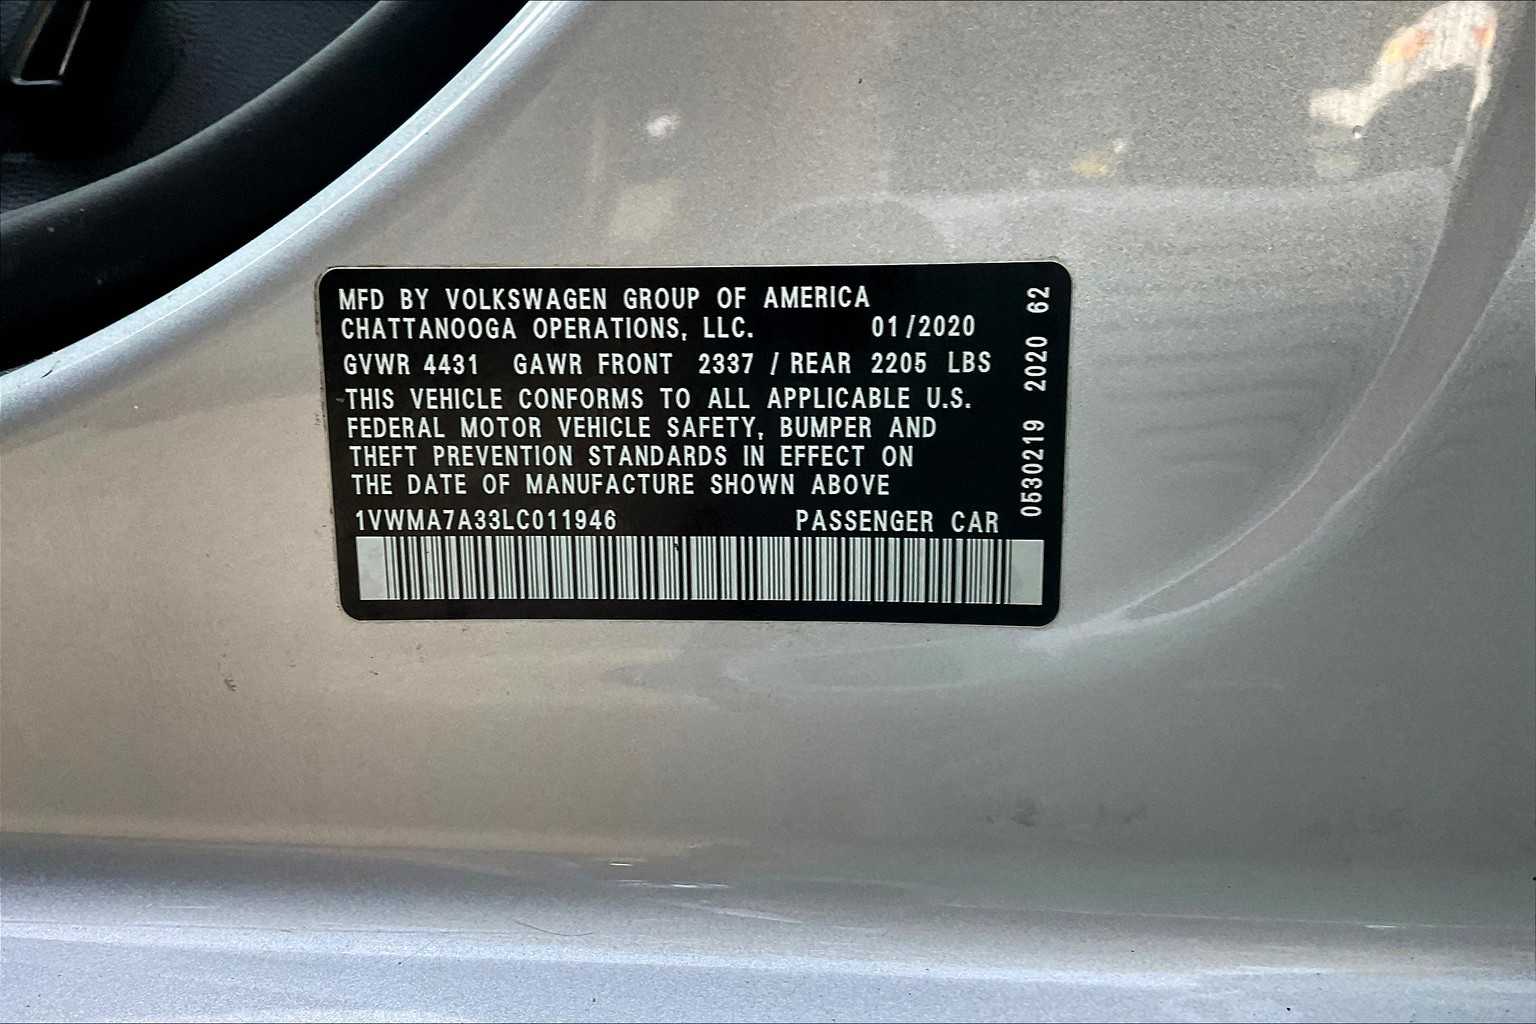 MFD BY VOLKSWAGEN GROUP OF AMERICA
CHATTANOOGA OPERATIONS, LLC. 01/2020
GVWR 4431 GAWR FRONT 2337 / REAR 2205 LBS
THIS VEHICLE CONFORMS TO ALL APPLICABLE U.S.
FEDERAL MOTOR VEHICLE SAFETY, BUMPER AND
THEFT PREVENTION STANDARDS IN EFFECT ON
THE DATE OF MANUFACTURE SHOWN ABOVE
1VWMA7A33LC011946 PASSENGER CAR
0530219 2020 62